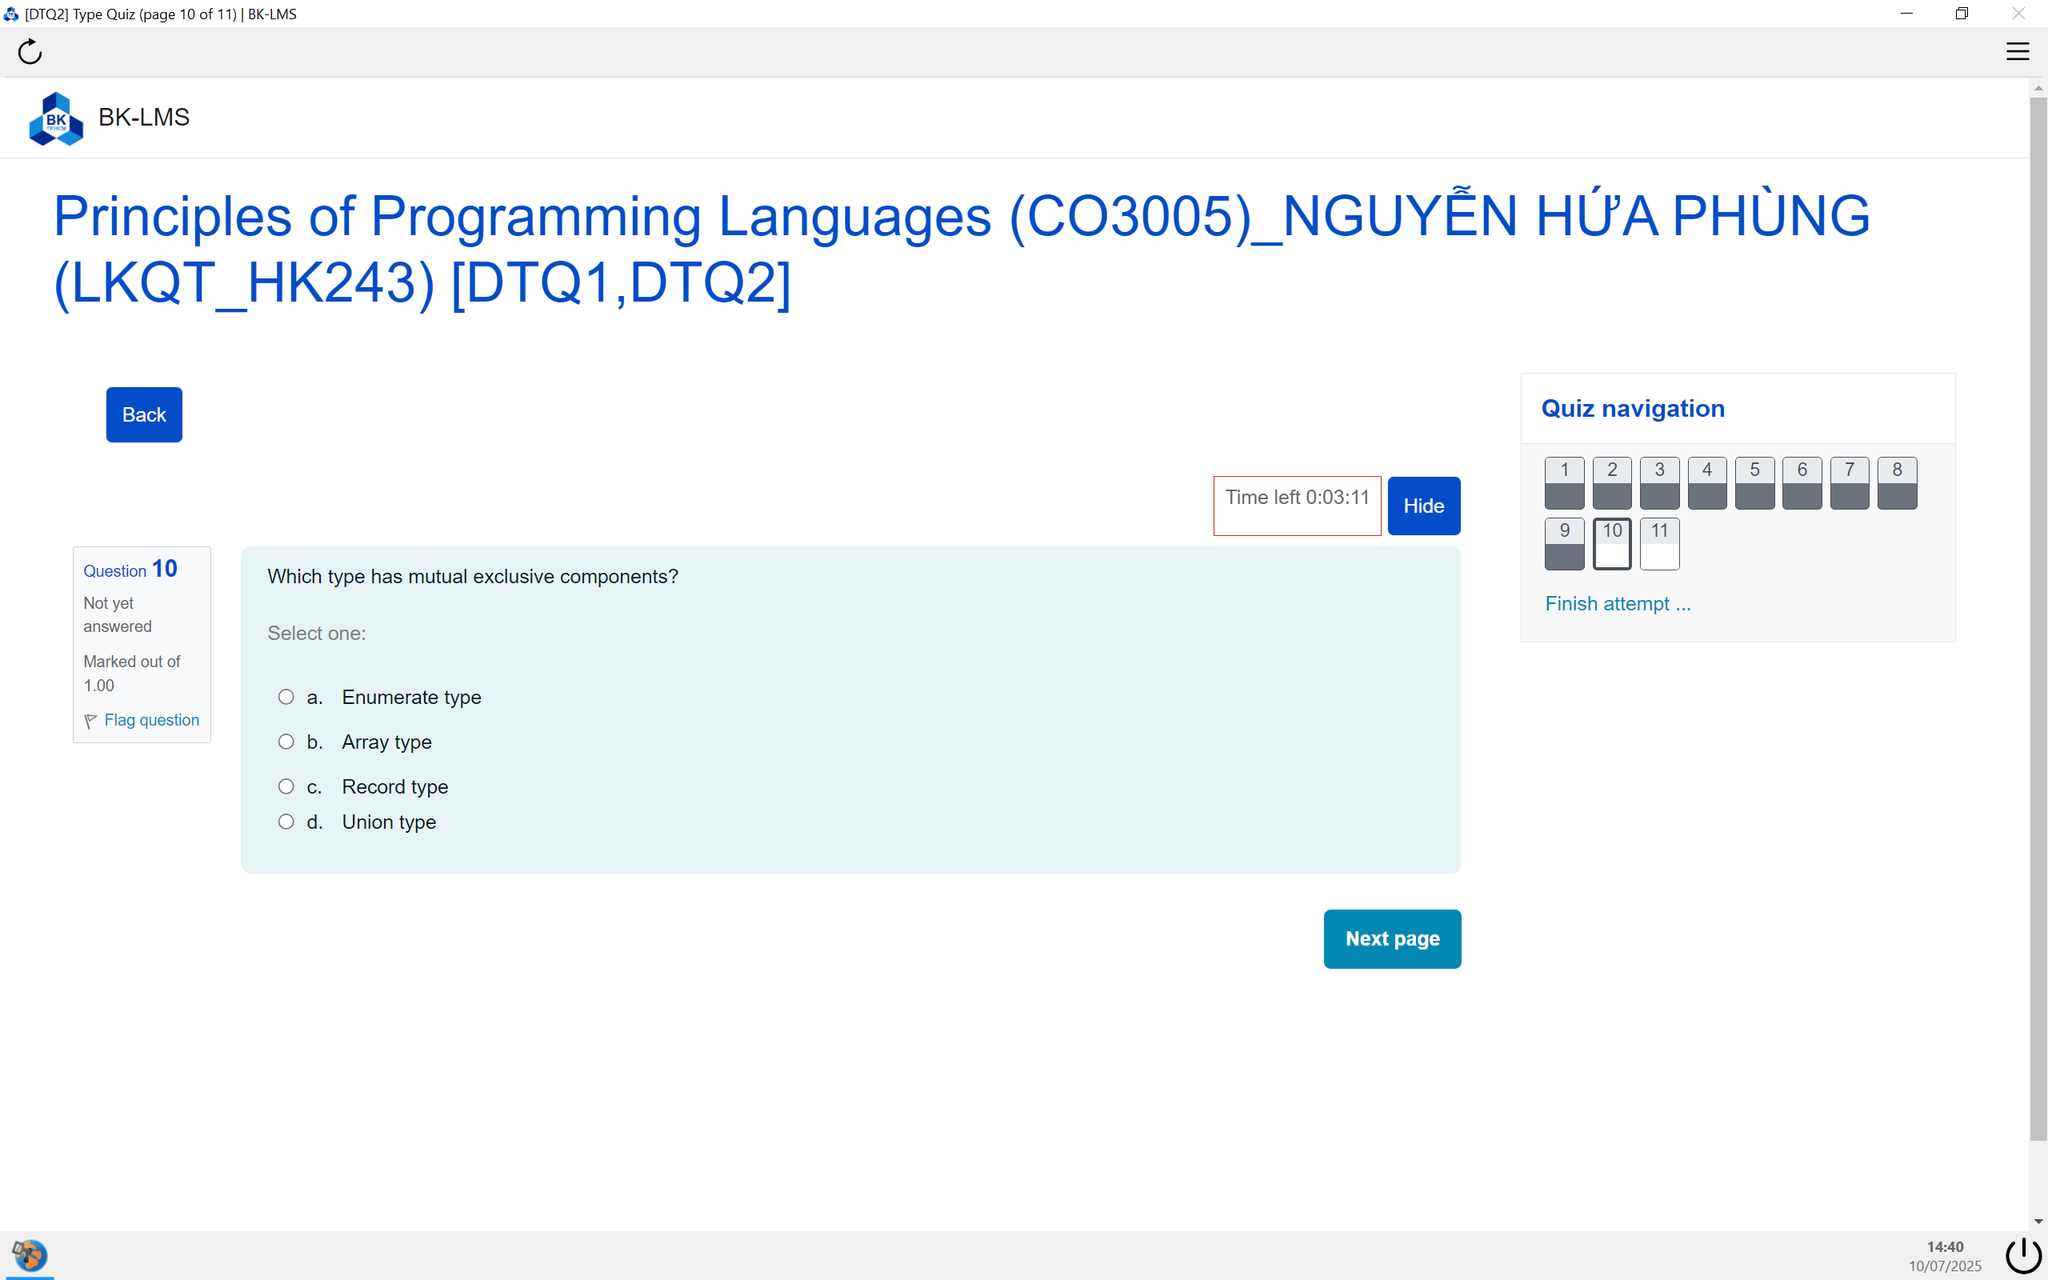 [DTQ2] Type Quiz (page 10 of 11) | BK-LMS
BK
TP.HCM
BK-LMS
Principles of Programming Languages (CO3005)_NGUYỄN HỨA PHÙNG
(LKQT_HK243) [DTQ1,DTQ2]
Back
Time left 0:03:11
Hide
Question 10
Not yet
answered
Marked out of
1.00
Flag question
Which type has mutual exclusive components?
Select one:
a. Enumerate type
b. Array type
c. Record type
d. Union type
Next page
Quiz navigation
1 2 3 4 5 6 7 8
9 10 11
Finish attempt ...
14:40
10/07/2025